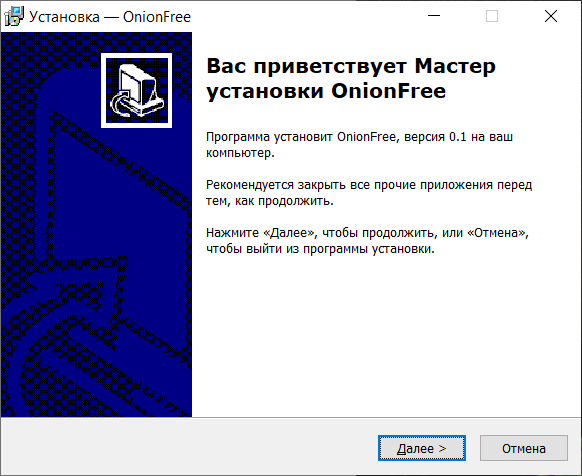 Установка — OnionFree
Вас приветствует Мастер
установки OnionFree
Программа установит OnionFree, версия 0.1 на ваш
компьютер.
Рекомендуется закрыть все прочие приложения перед
тем, как продолжить.
Нажмите «Далее», чтобы продолжить, или «Отмена»,
чтобы выйти из программы установки.
Далее >
Отмена